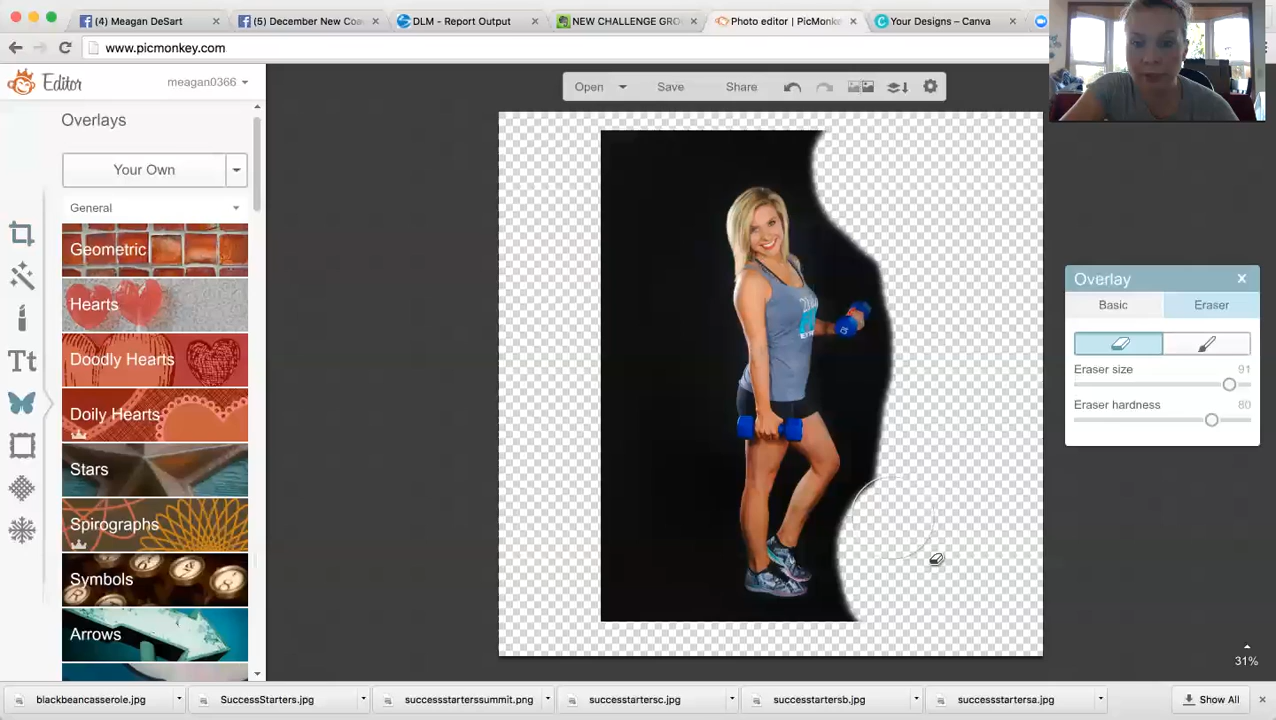 (4) Meagan DeSart
(5) December New Coa
DLM - Report Output
NEW CHALLENGE GRO
Photo editor | PicMonke
Your Designs - Canva
www.picmonkey.com
Editor
meagan0366
Open
Save
Share
Overlays
Your Own
General
Geometric
Hearts
Doodly Hearts
Doily Hearts
Stars
Spirographs
Symbols
Arrows
Overlay
Basic
Eraser
Eraser size
91
Eraser hardness
80
31%
blackbeancasserole.jpg
SuccessStarters.jpg
successstarterssummit.png
successstartersc.jpg
successstartersb.jpg
successstartersa.jpg
Show All